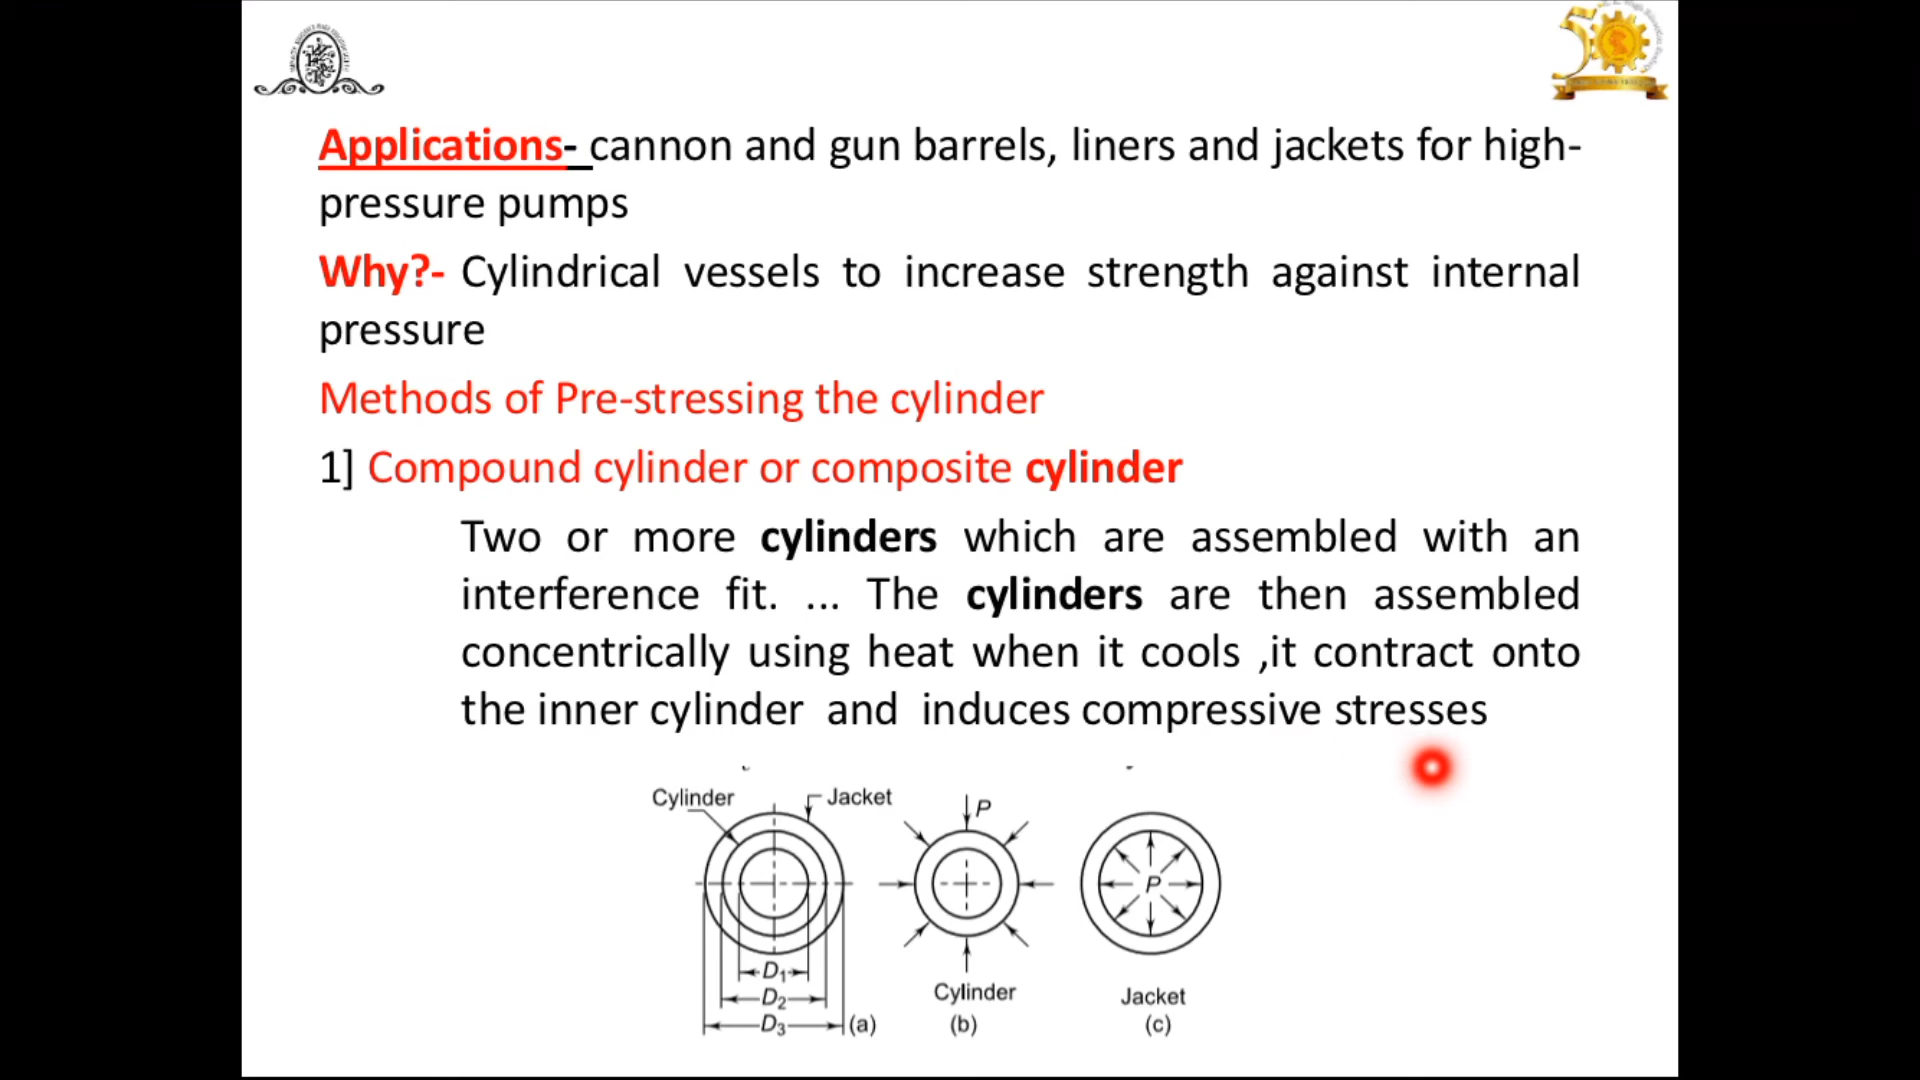 Applications- cannon and gun barrels, liners and jackets for high-
pressure pumps
Why?- Cylindrical vessels to increase strength against internal
pressure
Methods of Pre-stressing the cylinder
1] Compound cylinder or composite cylinder
Two or more cylinders which are assembled with an
interference fit. ... The cylinders are then assembled
concentrically using heat when it cools ,it contract onto
the inner cylinder and induces compressive stresses
Cylinder
Jacket
P
P
D1
D2
D3
(a)
Cylinder
(b)
Jacket
(c)